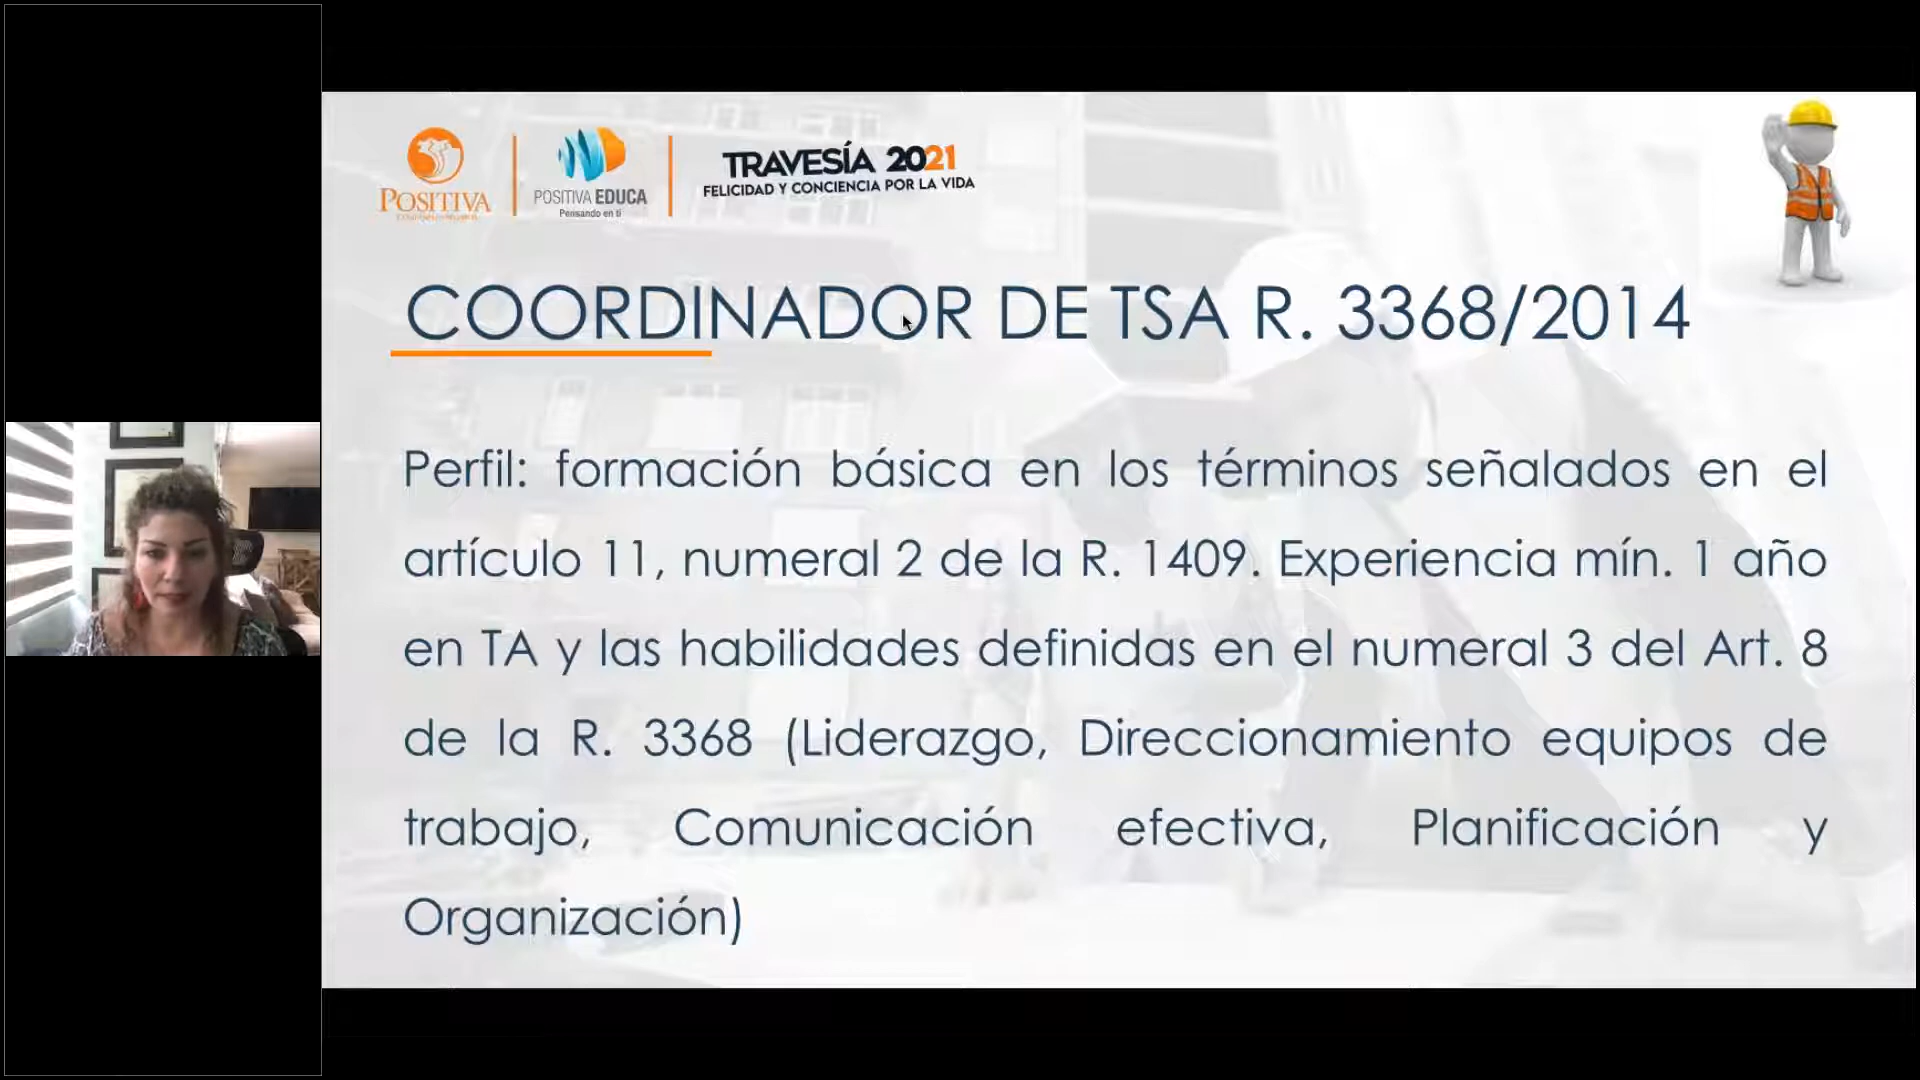 POSITIVA
POSITIVA EDUCA
Pensando en ti
TRAVESÍA 2021
FELICIDAD Y CONCIENCIA POR LA VIDA
COORDINADOR DE TSA R. 3368/2014
Perfil: formación básica en los términos señalados en el
artículo 11, numeral 2 de la R. 1409. Experiencia mín. 1 año
en TA y las habilidades definidas en el numeral 3 del Art. 8
de la R. 3368 (Liderazgo, Direccionamiento equipos de
trabajo, Comunicación efectiva, Planificación y
Organización)